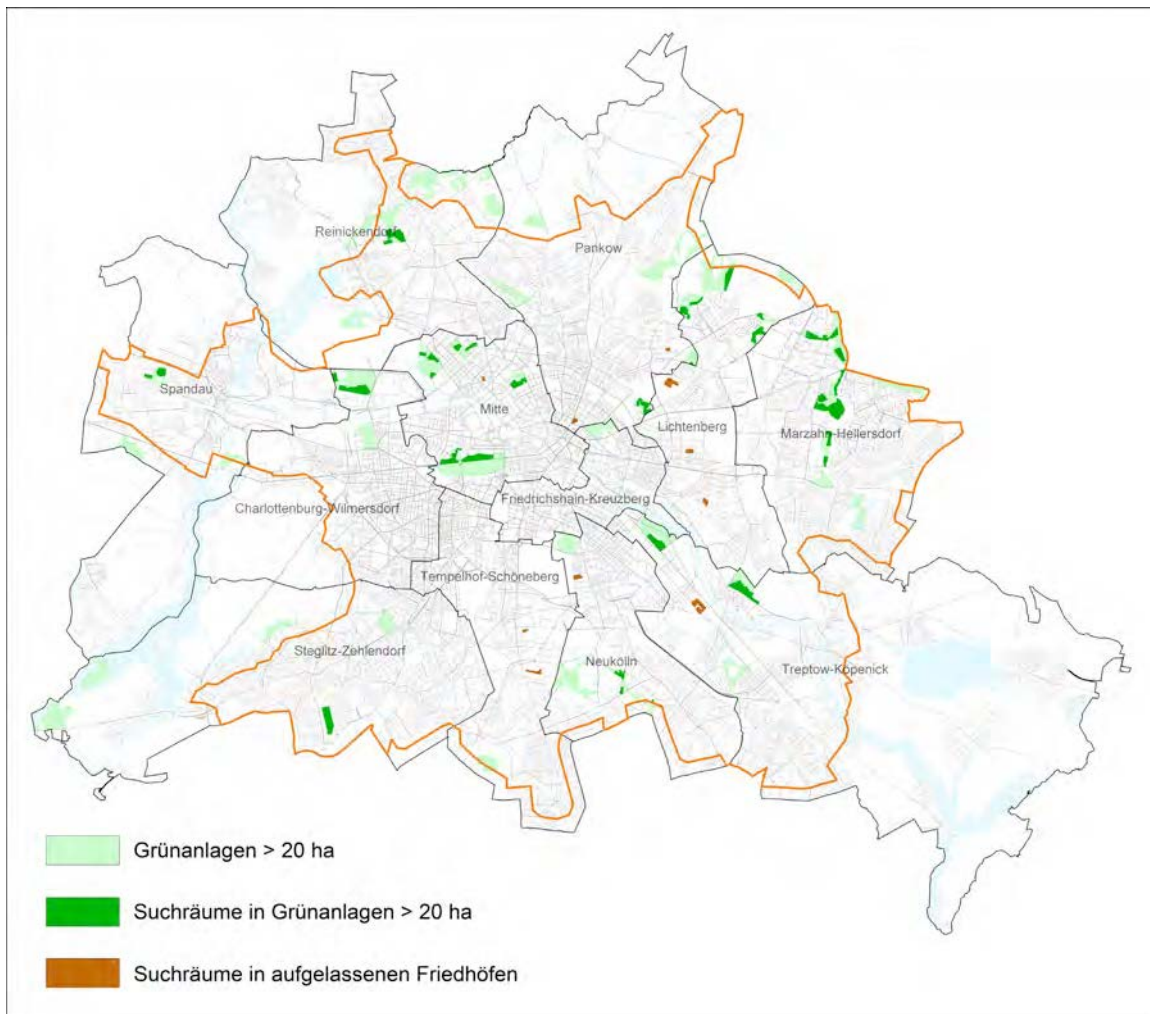 Reinickendorf
Pankow
Spandau
Mitte
Lichtenberg
Marzahn-Hellersdorf
Friedrichshain-Kreuzberg
Charlottenburg-Wilmersdorf
Tempelhof-Schöneberg
Steglitz-Zehlendorf
Neukölln
Treptow-Köpenick
Grünanlagen > 20 ha
Suchräume in Grünanlagen > 20 ha
Suchräume in aufgelassenen Friedhöfen